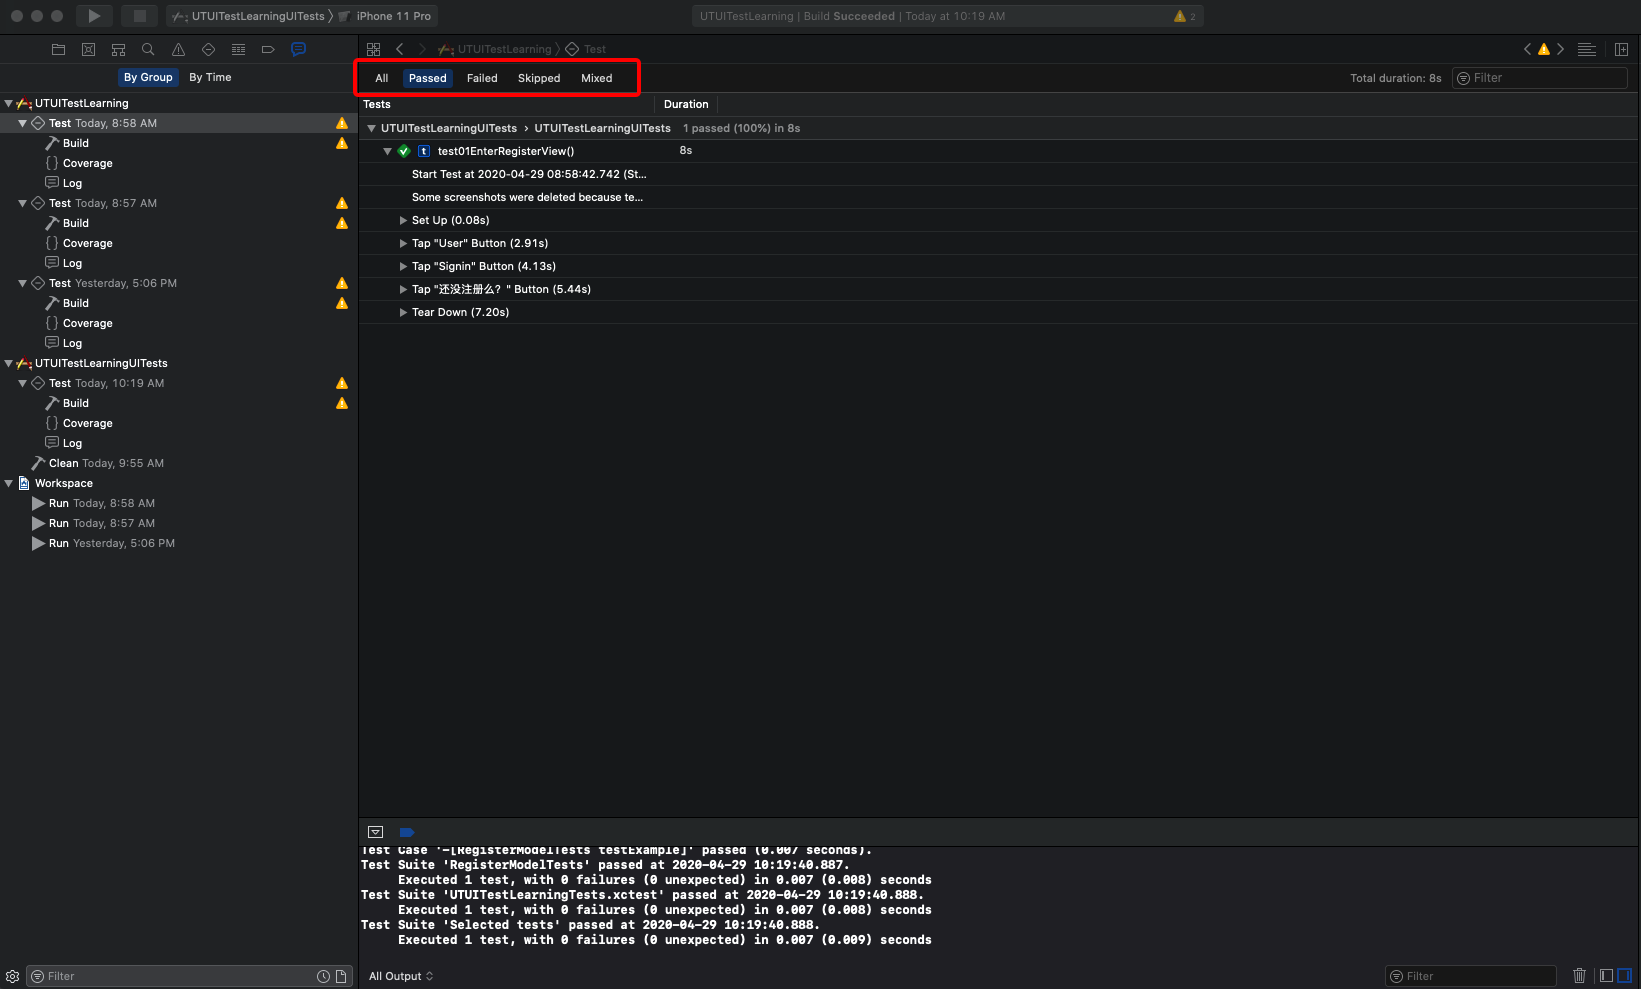 UTUITestLearningUITests 〉 iPhone 11 Pro
UTUITestLearning | Build Succeeded | Today at 10:19 AM
2
UTUITestLearning 〉 Test
By Group By Time
All Passed Failed Skipped Mixed
Total duration: 8s
Filter
Tests Duration
UTUITestLearning
Test Today, 8:58 AM
Build
Coverage
Log
Test Today, 8:57 AM
Build
Coverage
Log
Test Yesterday, 5:06 PM
Build
Coverage
Log
UTUITestLearningUITests
Test Today, 10:19 AM
Build
Coverage
Log
Clean Today, 9:55 AM
Workspace
Run Today, 8:58 AM
Run Today, 8:57 AM
Run Yesterday, 5:06 PM
Filter
UTUITestLearningUITests › UTUITestLearningUITests 1 passed (100%) in 8s
t test01EnterRegisterView() 8s
Start Test at 2020-04-29 08:58:42.742 (St...
Some screenshots were deleted because te...
Set Up (0.08s)
Tap "User" Button (2.91s)
Tap "Signin" Button (4.13s)
Tap "还没注册么？" Button (5.44s)
Tear Down (7.20s)
Test Case '-[RegisterModelTests testExample]' passed (0.007 seconds).
Test Suite 'RegisterModelTests' passed at 2020-04-29 10:19:40.887.
Executed 1 test, with 0 failures (0 unexpected) in 0.007 (0.008) seconds
Test Suite 'UTUITestLearningTests.xctest' passed at 2020-04-29 10:19:40.888.
Executed 1 test, with 0 failures (0 unexpected) in 0.007 (0.008) seconds
Test Suite 'Selected tests' passed at 2020-04-29 10:19:40.888.
Executed 1 test, with 0 failures (0 unexpected) in 0.007 (0.009) seconds
All Output
Filter